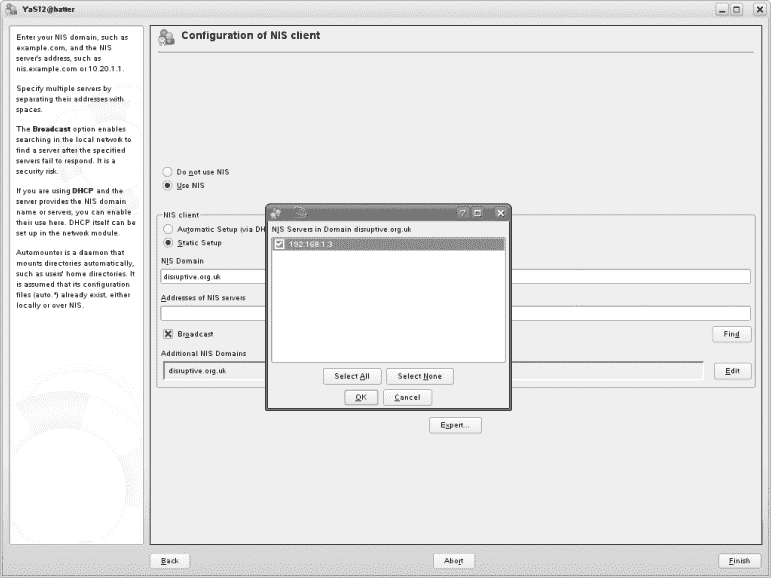 YaST2@hatter
Enter your NIS domain, such as
example.com, and the NIS
server's address, such as
nis.example.com or 10.20.1.1.
Specify multiple servers by
separating their addresses with
spaces.
The Broadcast option enables
searching in the local network to
find a server after the specified
servers fail to respond. It is a
security risk.
If you are using DHCP and the
server provides the NIS domain
name or servers, you can enable
their use here. DHCP itself can be
set up in the network module.
Automounter is a daemon that
mounts directories automatically,
such as users' home directories. It
is assumed that its configuration
files (auto.*) already exist, either
locally or over NIS.
Configuration of NIS client
Do not use NIS
Use NIS
NIS client
Automatic Setup (via DH
Static Setup
NIS Domain
disruptive.org.uk
Addresses of NIS servers
Broadcast
Find
Additional NIS Domains
disruptive.org.uk
Edit
NIS Servers in Domain disruptive.org.uk
192.168.1.3
Select All
Select None
OK
Cancel
Expert...
Back
Abort
Finish